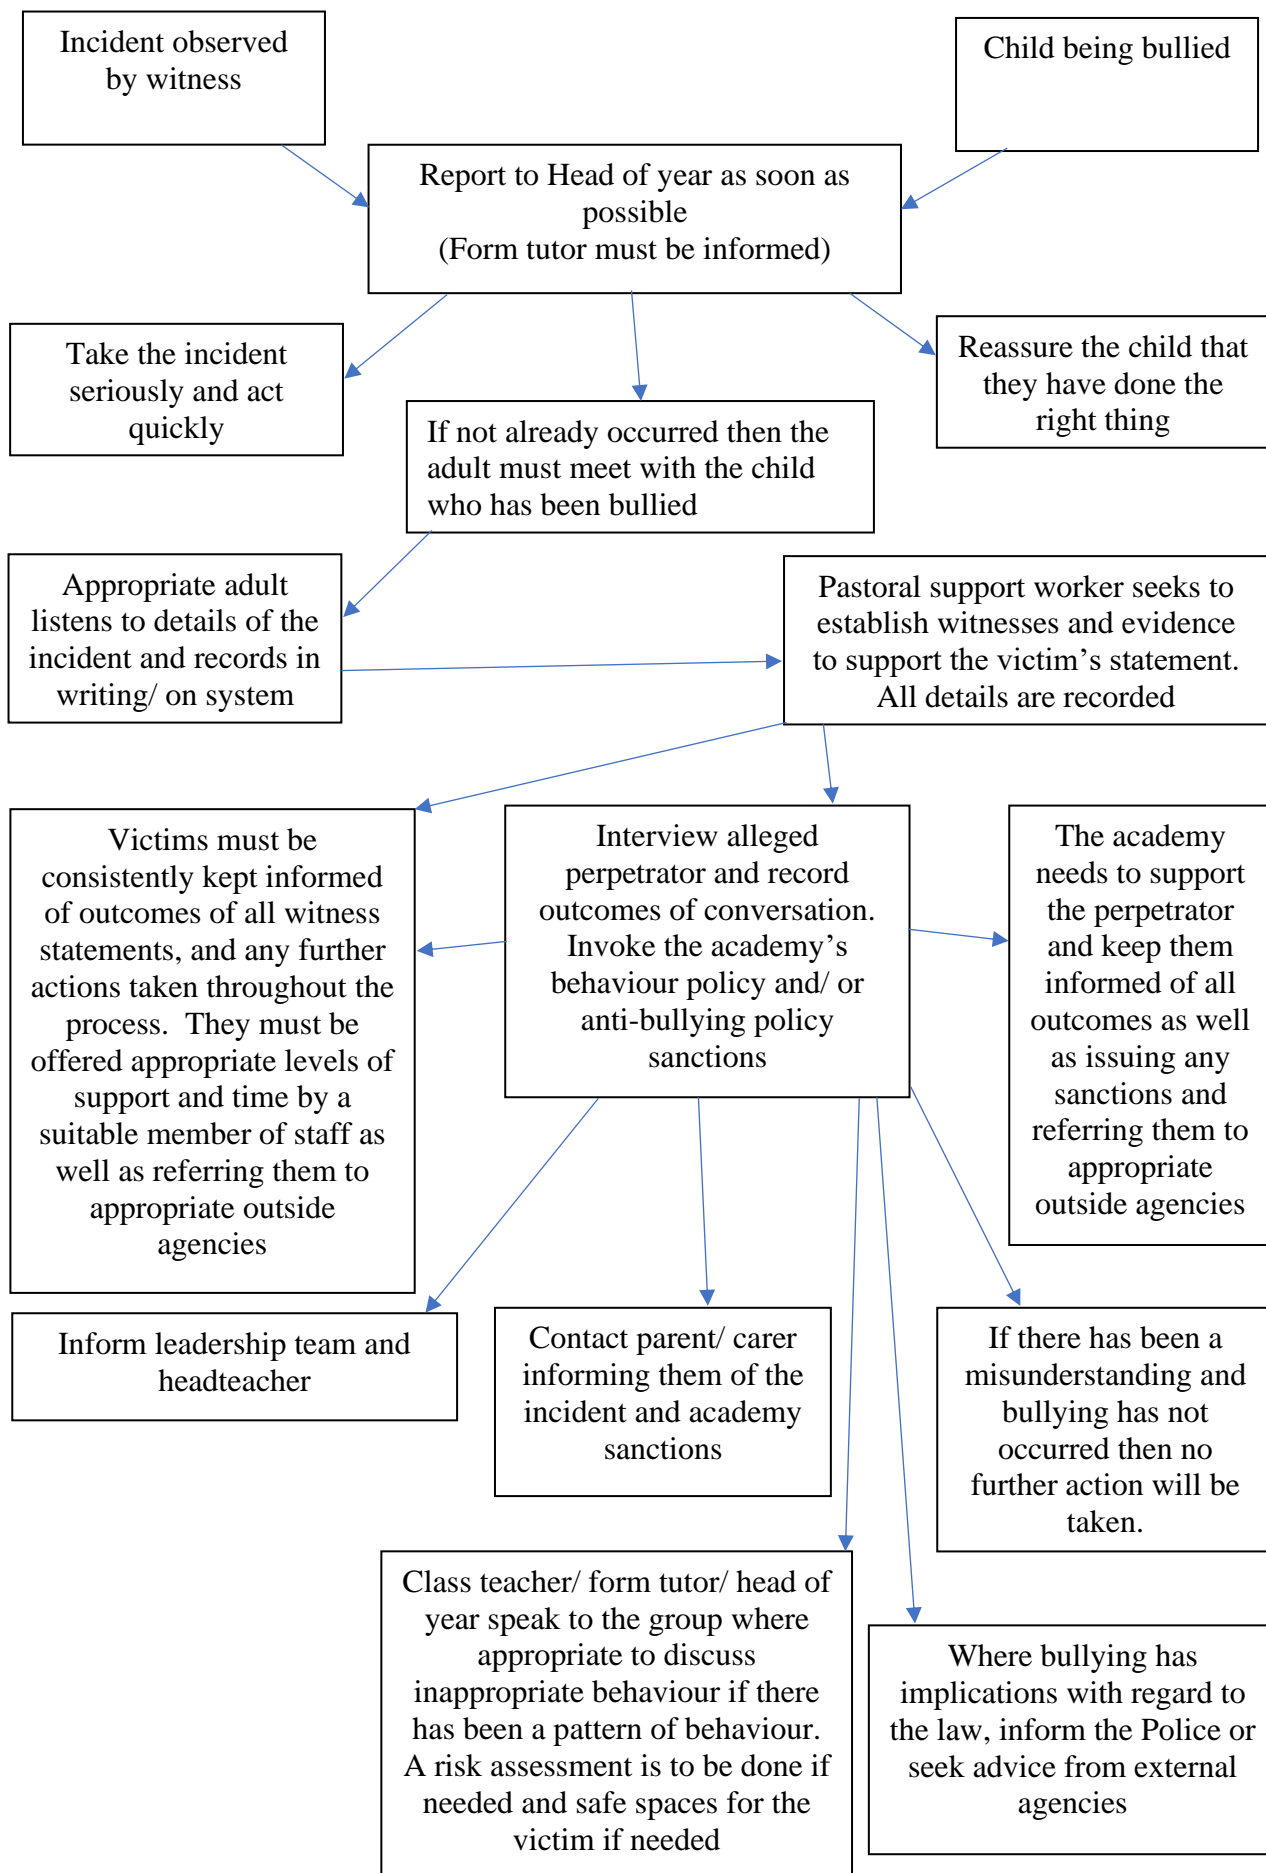 Incident observed
by witness
Child being bullied
Report to Head of year as soon as
possible
(Form tutor must be informed)
Take the incident
seriously and act
quickly
Reassure the child that
they have done the
right thing
If not already occurred then the
adult must meet with the child
who has been bullied
Appropriate adult
listens to details of the
incident and records in
writing/ on system
Pastoral support worker seeks to
establish witnesses and evidence
to support the victim’s statement.
All details are recorded
Victims must be
consistently kept informed
of outcomes of all witness
statements, and any further
actions taken throughout the
process.  They must be
offered appropriate levels of
support and time by a
suitable member of staff as
well as referring them to
appropriate outside
agencies
Interview alleged
perpetrator and record
outcomes of conversation.
Invoke the academy’s
behaviour policy and/ or
anti-bullying policy
sanctions
The academy
needs to support
the perpetrator
and keep them
informed of all
outcomes as well
as issuing any
sanctions and
referring them to
appropriate
outside agencies
Inform leadership team and
headteacher
Contact parent/ carer
informing them of the
incident and academy
sanctions
If there has been a
misunderstanding and
bullying has not
occurred then no
further action will be
taken.
Class teacher/ form tutor/ head of
year speak to the group where
appropriate to discuss
inappropriate behaviour if there
has been a pattern of behaviour.
A risk assessment is to be done if
needed and safe spaces for the
victim if needed
Where bullying has
implications with regard to
the law, inform the Police or
seek advice from external
agencies